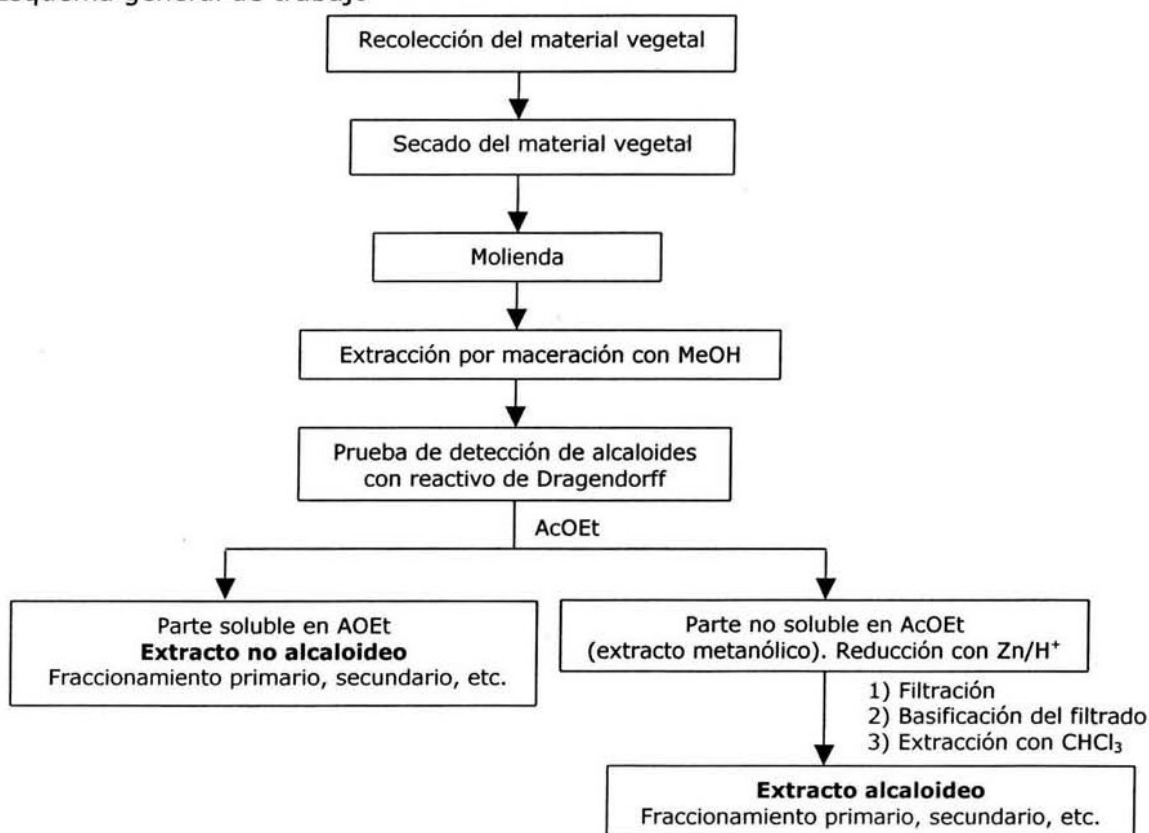 Esquema general de trabajo
Recolección del material vegetal
Secado del material vegetal
Molienda
Extracción por maceración con MeOH
Prueba de detección de alcaloides
con reactivo de Dragendorff
AcOEt
Parte soluble en AOEt
Extracto no alcaloideo
Fraccionamiento primario, secundario, etc.
Parte no soluble en AcOEt
(extracto metanólico). Reducción con Zn/H⁺
1) Filtración
2) Basificación del filtrado
3) Extracción con CHCl₃
Extracto alcaloideo
Fraccionamiento primario, secundario, etc.